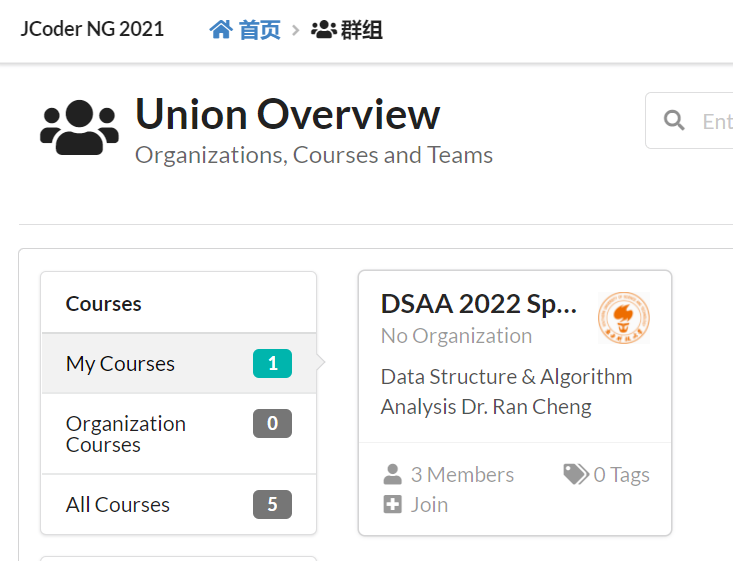 JCoder NG 2021 首页 群组
Union Overview
Organizations, Courses and Teams
Ent
Courses
My Courses 1
Organization
Courses 0
All Courses 5
DSAA 2022 Sp...
No Organization
Data Structure & Algorithm
Analysis Dr. Ran Cheng
3 Members 0 Tags
Join